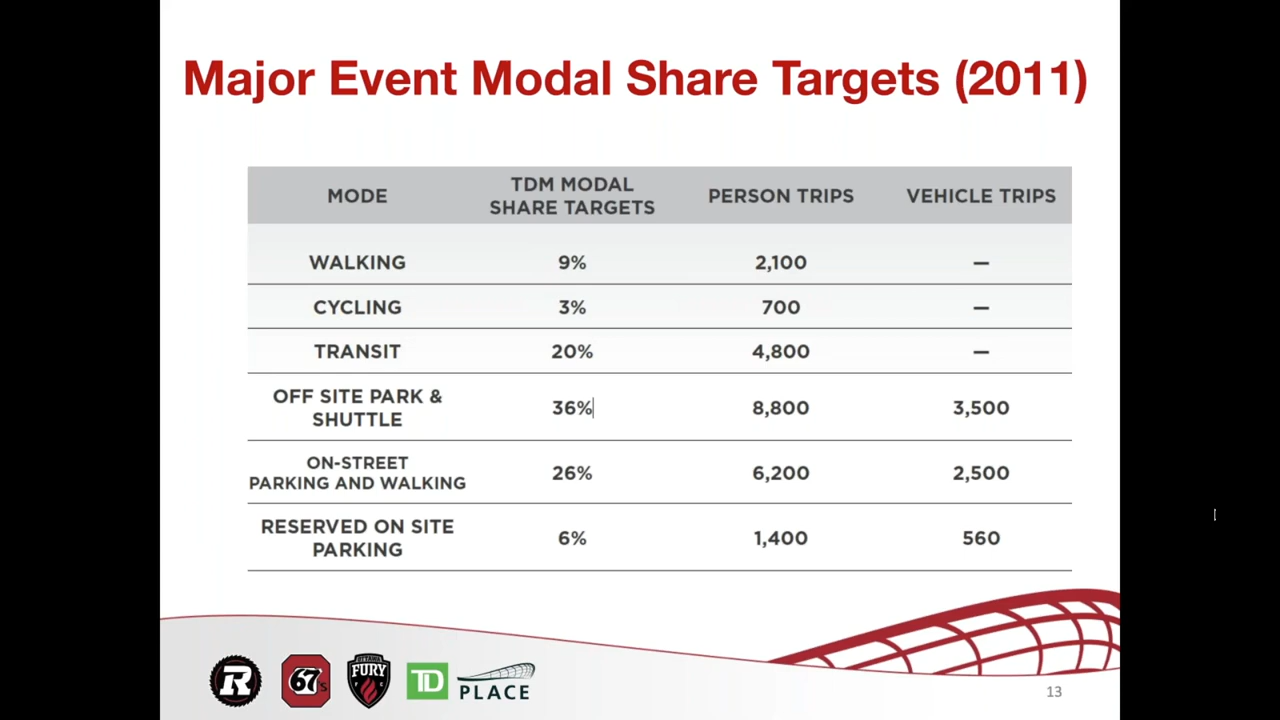 Major Event Modal Share Targets (2011)
MODE
TDM MODAL
SHARE TARGETS
PERSON TRIPS
VEHICLE TRIPS
WALKING
9%
2,100
—
CYCLING
3%
700
—
TRANSIT
20%
4,800
—
OFF SITE PARK &
SHUTTLE
36%
8,800
3,500
ON-STREET
PARKING AND WALKING
26%
6,200
2,500
RESERVED ON SITE
PARKING
6%
1,400
560
R
67's
OTTAWA
FURY
FC
TD
PLACE
13